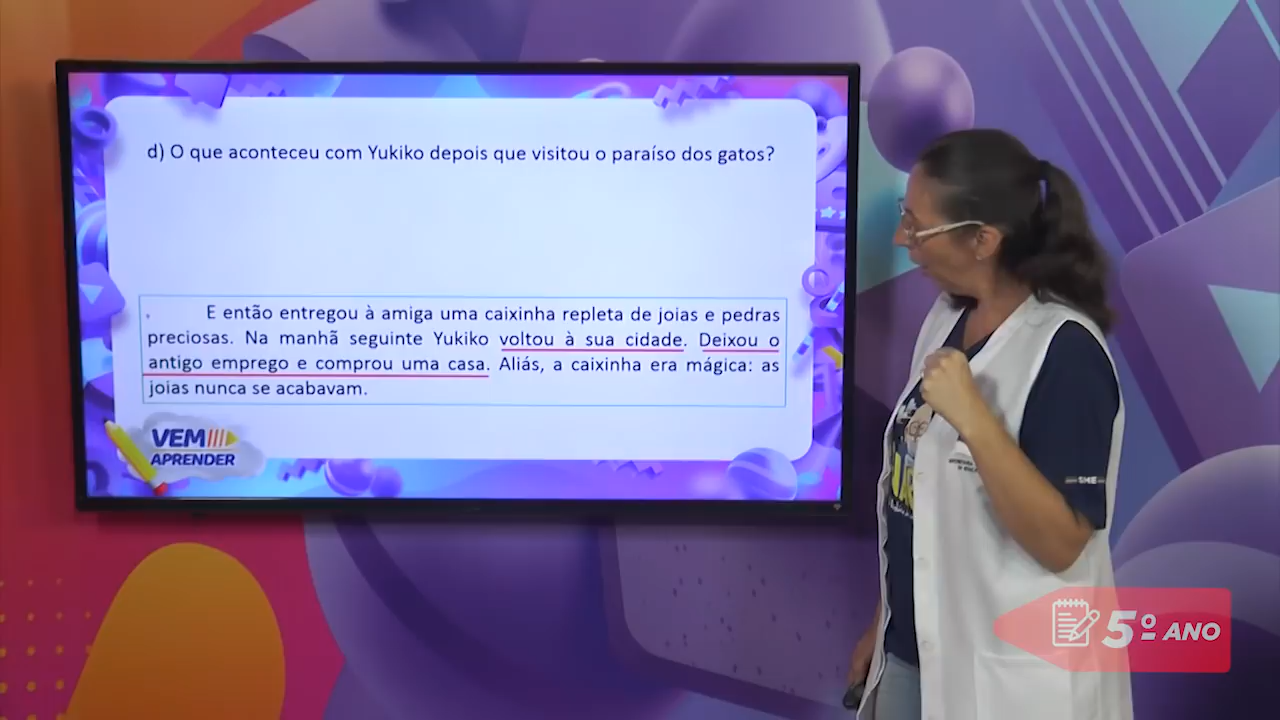 d) O que aconteceu com Yukiko depois que visitou o paraíso dos gatos?
E então entregou à amiga uma caixinha repleta de joias e pedras
preciosas. Na manhã seguinte Yukiko voltou à sua cidade. Deixou o
antigo emprego e comprou uma casa. Aliás, a caixinha era mágica: as
joias nunca se acabavam.
VEM
APRENDER
SME
5º ANO